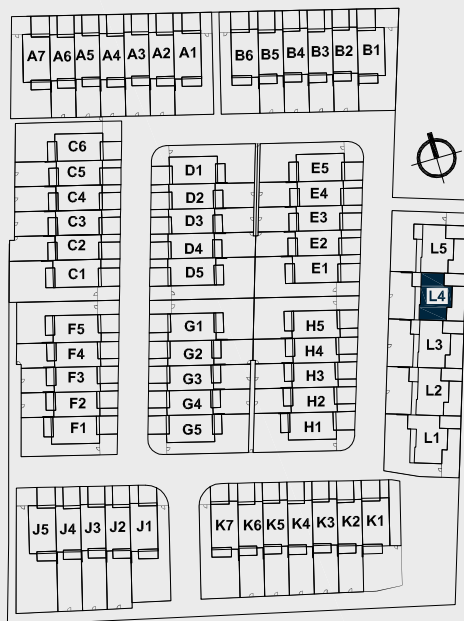 A7 A6 A5 A4 A3 A2 A1
B6 B5 B4 B3 B2 B1
C6
C5
C4
C3
C2
C1
D1
D2
D3
D4
D5
E5
E4
E3
E2
E1
L5
L4
L3
L2
L1
F5
F4
F3
F2
F1
G1
G2
G3
G4
G5
H5
H4
H3
H2
H1
J5 J4 J3 J2 J1
K7 K6 K5 K4 K3 K2 K1